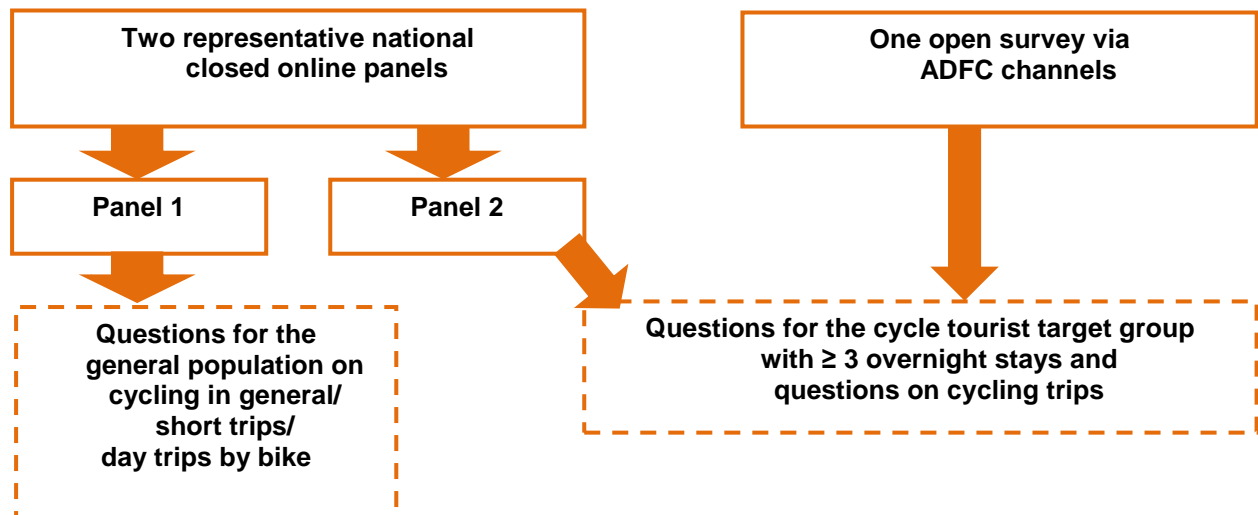 Two representative national
closed online panels
One open survey via
ADFC channels
Panel 1
Panel 2
Questions for the
general population on
cycling in general/
short trips/
day trips by bike
Questions for the cycle tourist target group
with ≥ 3 overnight stays and
questions on cycling trips